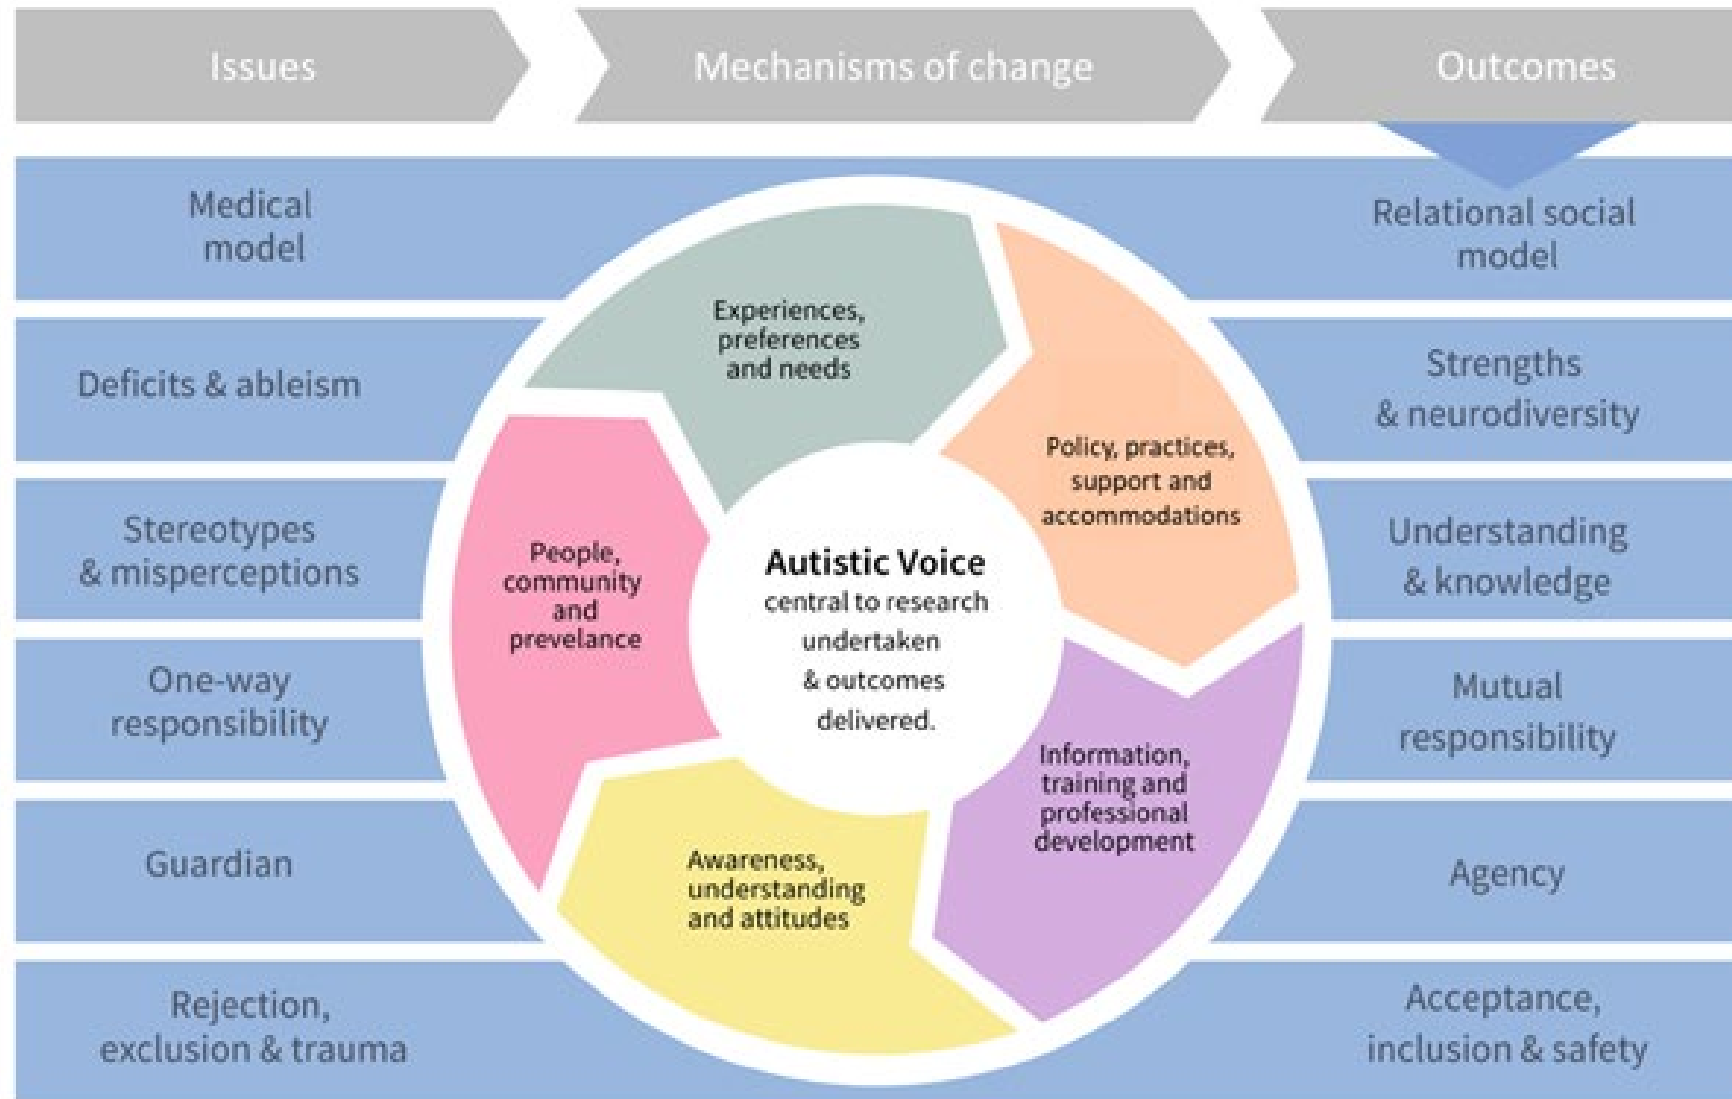 Issues
Mechanisms of change
Outcomes
Medical
model
Deficits & ableism
Stereotypes
& misperceptions
One-way
responsibility
Guardian
Rejection,
exclusion & trauma
Experiences,
preferences
and needs
Policy, practices,
support and
accommodations
Information,
training and
professional
development
Awareness,
understanding
and attitudes
People,
community
and
prevelance
Autistic Voice
central to research
undertaken
& outcomes
delivered.
Relational social
model
Strengths
& neurodiversity
Understanding
& knowledge
Mutual
responsibility
Agency
Acceptance,
inclusion & safety